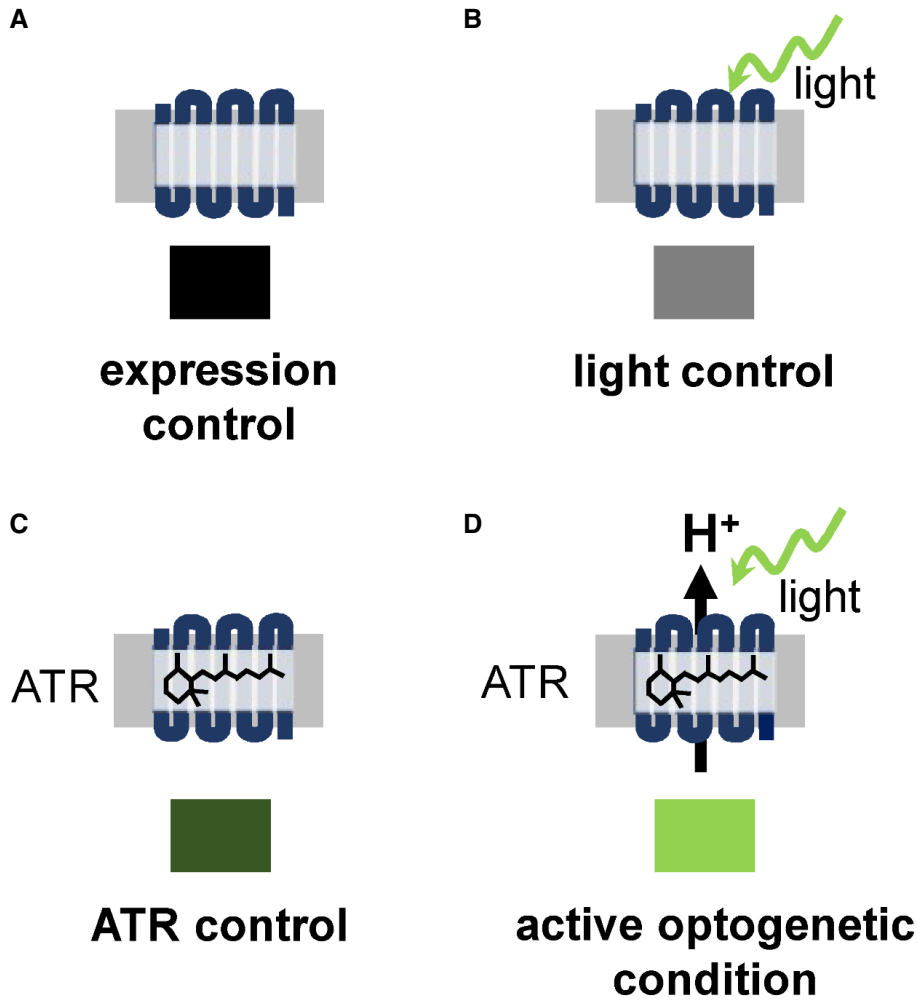 A
expression
control
B
light
light control
C
ATR
ATR control
D
H⁺
light
ATR
active optogenetic
condition